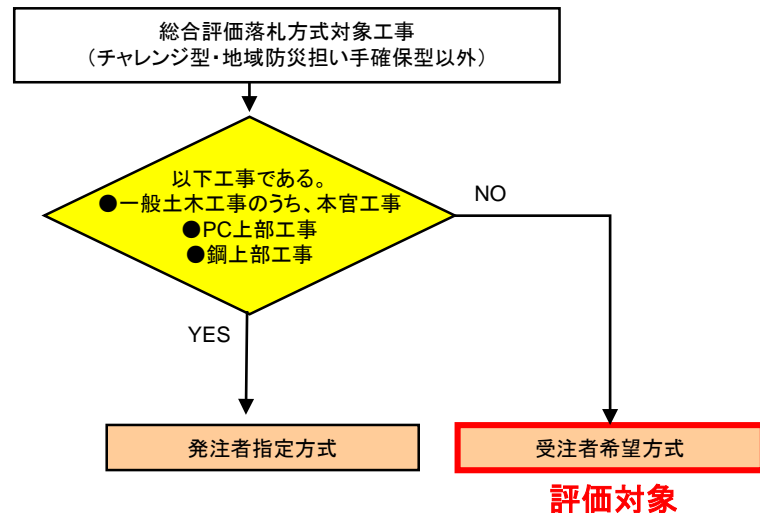 総合評価落札方式対象工事
（チャレンジ型・地域防災担い手確保型以外）
以下工事である。
●一般土木工事のうち、本官工事
●PC上部工事
●鋼上部工事
NO
YES
発注者指定方式
受注者希望方式
評価対象